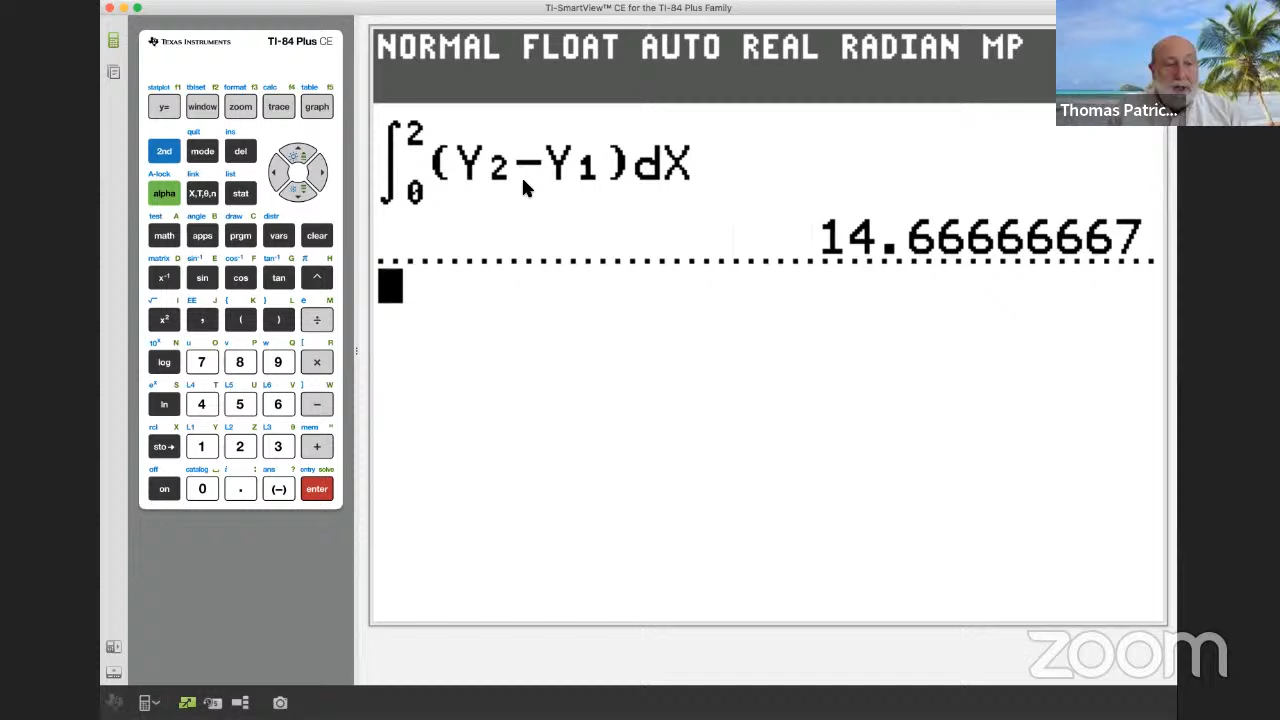 TI-SmartView™ CE for the TI-84 Plus Family
TEXAS INSTRUMENTS TI-84 Plus CE
statplot f1 tblset f2 format f3 calc f4 table f5
y= window zoom trace graph
quit ins
2nd mode del
A-lock link list
alpha X,T,θ,n stat
test A angle B draw C distr
math apps prgm vars clear
matrix D sin⁻¹ E cos⁻¹ F tan⁻¹ G π H
x⁻¹ sin cos tan ^
√ I EE J { K } L e M
x² , ( ) ÷
10ˣ N u O v P w Q [ R
log 7 8 9 ×
eˣ S L4 T L5 U L6 V ] W
ln 4 5 6 −
rcl X L1 Y L2 Z L3 θ mem "
sto→ 1 2 3 +
off catalog ⎵ i : ans ? entry solve
on 0 . (−) enter
NORMAL FLOAT AUTO REAL RADIAN MP
∫₀²(Y₂−Y₁)dX
14.66666667
Thomas Patric...
zoom